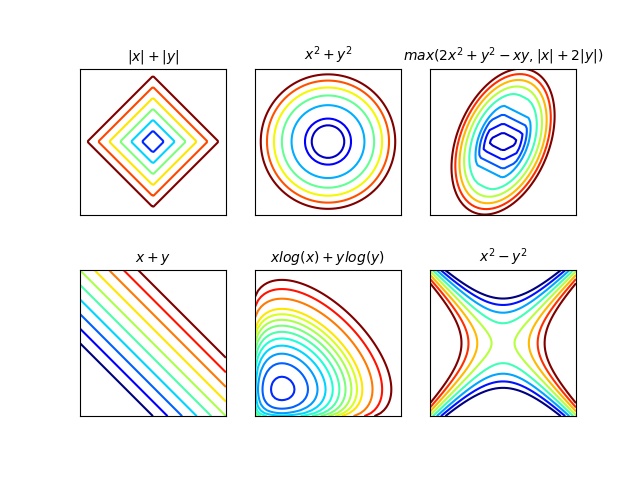 |x| + |y|
x² + y²
max(2x² + y² − xy, |x| + 2|y|)
x + y
xlog(x) + ylog(y)
x² − y²